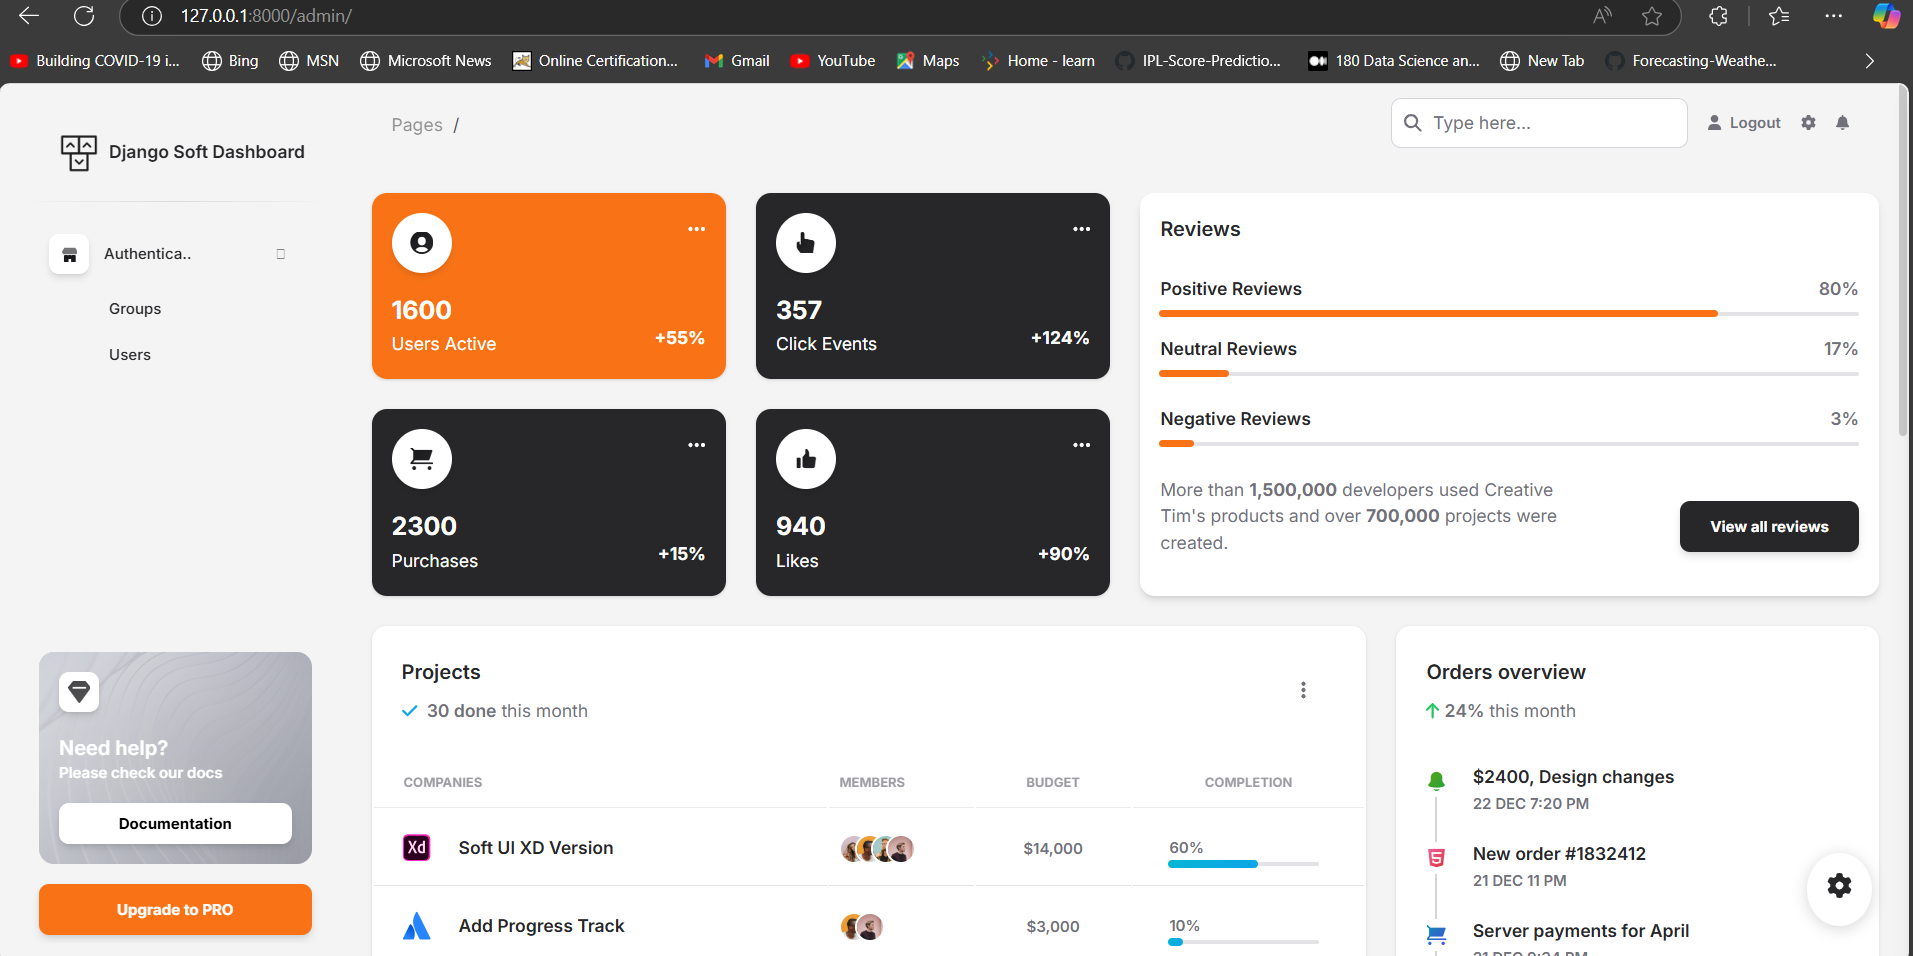 127.0.0.1:8000/admin/
Building COVID-19 i...
Bing
MSN
Microsoft News
Online Certification...
Gmail
YouTube
Maps
Home - learn
IPL-Score-Predictio...
180 Data Science an...
New Tab
Forecasting-Weathe...
Django Soft Dashboard
Pages /
Type here...
Logout
Authentica..
Groups
Users
1600
Users Active
+55%
357
Click Events
+124%
2300
Purchases
+15%
940
Likes
+90%
Reviews
Positive Reviews
80%
Neutral Reviews
17%
Negative Reviews
3%
More than 1,500,000 developers used Creative
Tim's products and over 700,000 projects were
created.
View all reviews
Need help?
Please check our docs
Documentation
Upgrade to PRO
Projects
30 done this month
COMPANIES MEMBERS BUDGET COMPLETION
Xd Soft UI XD Version $14,000 60%
Add Progress Track $3,000 10%
Orders overview
24% this month
$2400, Design changes
22 DEC 7:20 PM
New order #1832412
21 DEC 11 PM
Server payments for April